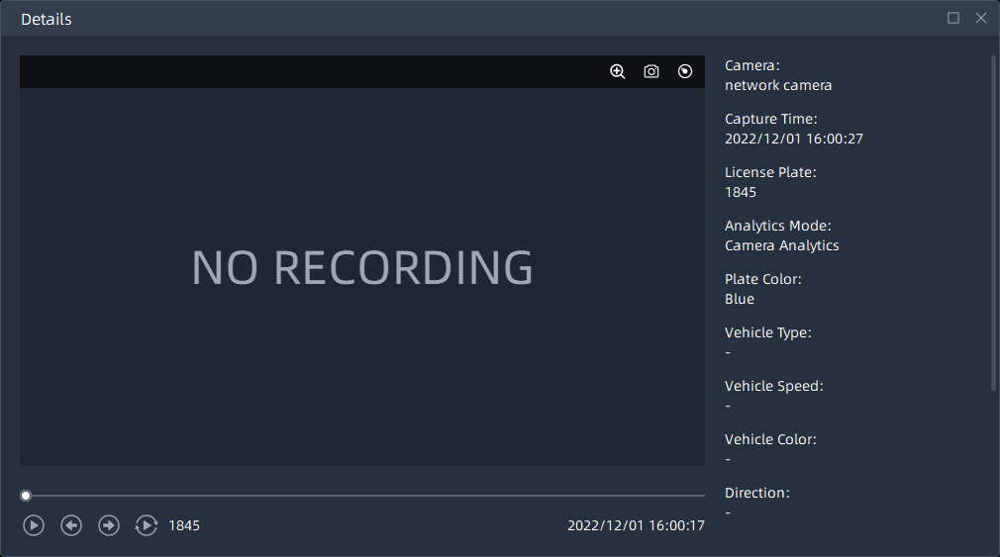 Details
NO RECORDING
1845
2022/12/01 16:00:17
Camera:
network camera
Capture Time:
2022/12/01 16:00:27
License Plate:
1845
Analytics Mode:
Camera Analytics
Plate Color:
Blue
Vehicle Type:
-
Vehicle Speed:
-
Vehicle Color:
-
Direction:
-